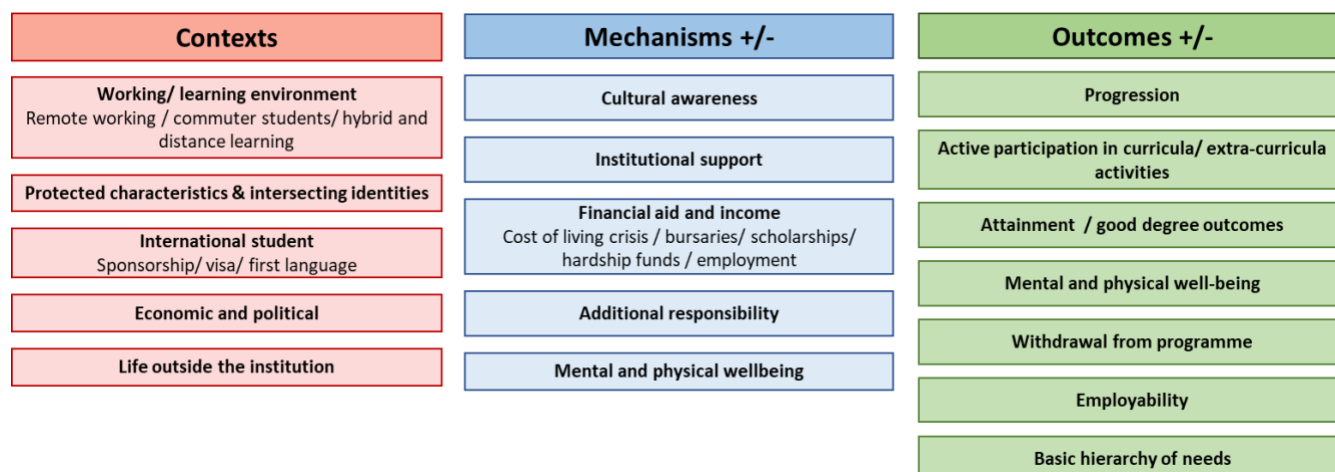 Contexts
Working/ learning environment
Remote working / commuter students/ hybrid and
distance learning
Protected characteristics & intersecting identities
International student
Sponsorship/ visa/ first language
Economic and political
Life outside the institution
Mechanisms +/-
Cultural awareness
Institutional support
Financial aid and income
Cost of living crisis / bursaries/ scholarships/
hardship funds / employment
Additional responsibility
Mental and physical wellbeing
Outcomes +/-
Progression
Active participation in curricula/ extra-curricula
activities
Attainment / good degree outcomes
Mental and physical well-being
Withdrawal from programme
Employability
Basic hierarchy of needs